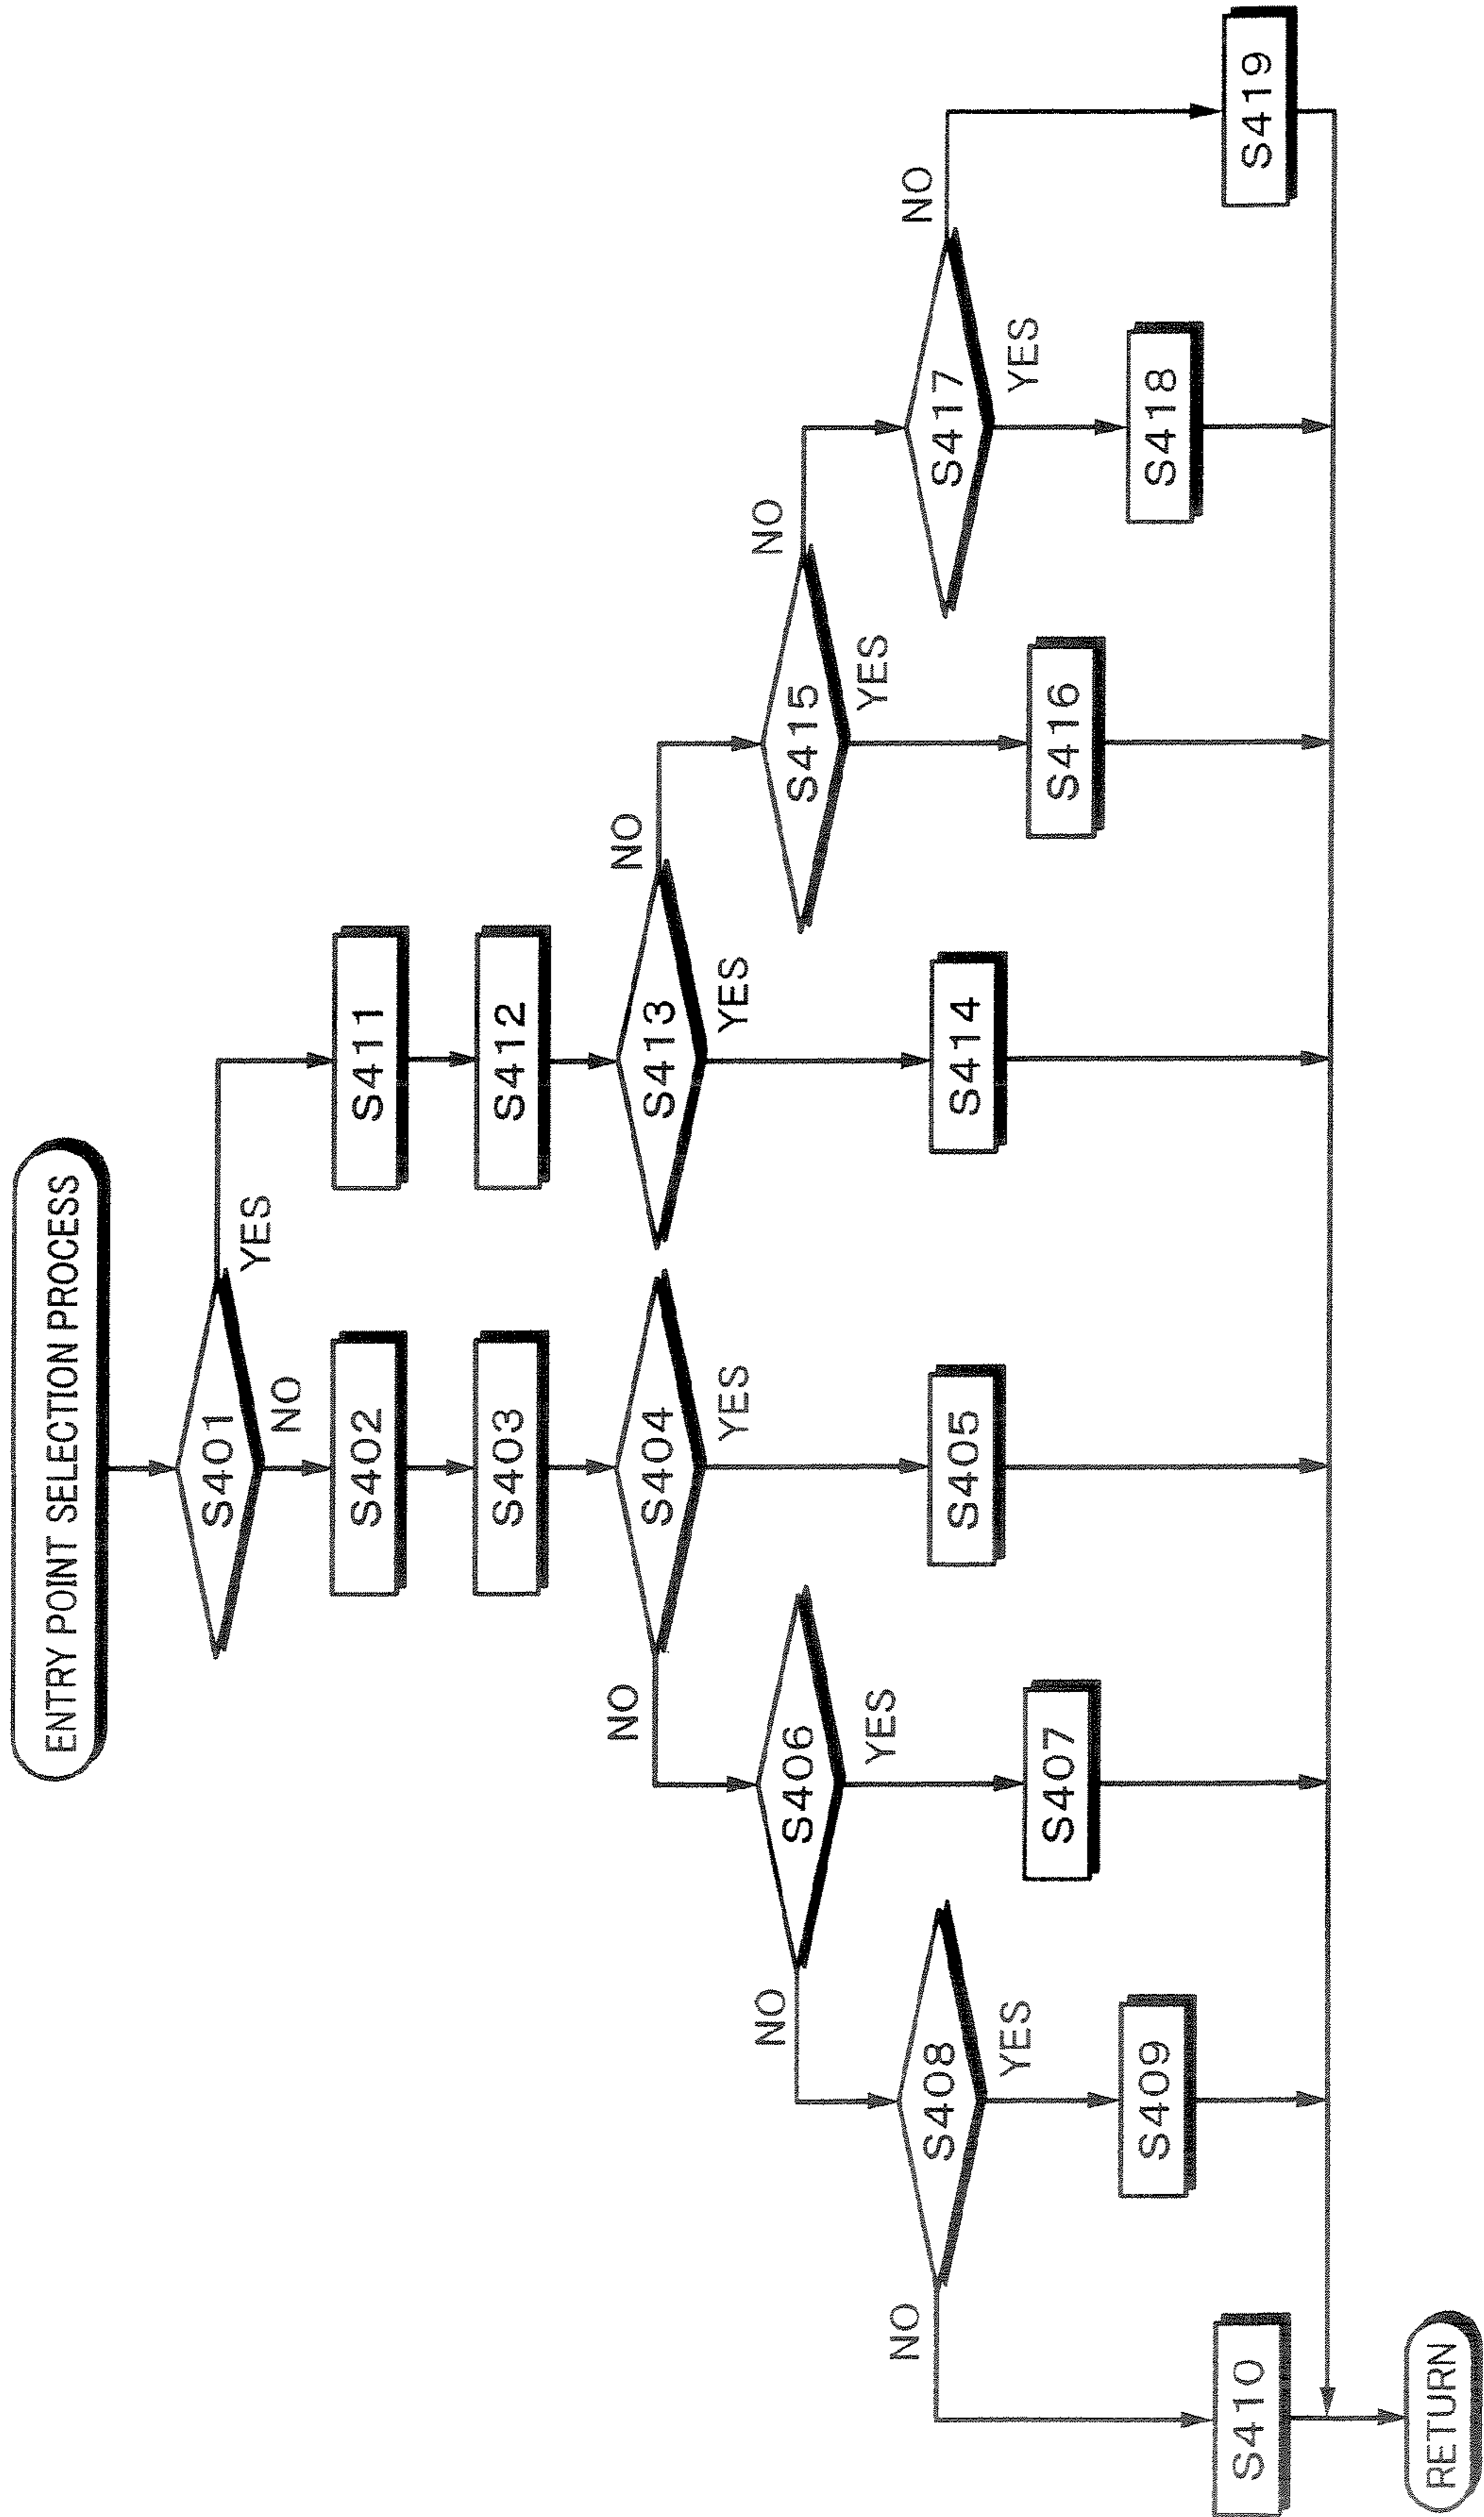 ENTRY POINT SELECTION PROCESS
S401
YES
NO
S402
S411
S403
S412
S404
S413
NO
YES
YES
NO
S406
S415
NO
YES
S405
S414
YES
NO
S408
S417
NO
YES
S407
S416
YES
NO
S409
S418
S410
S419
RETURN